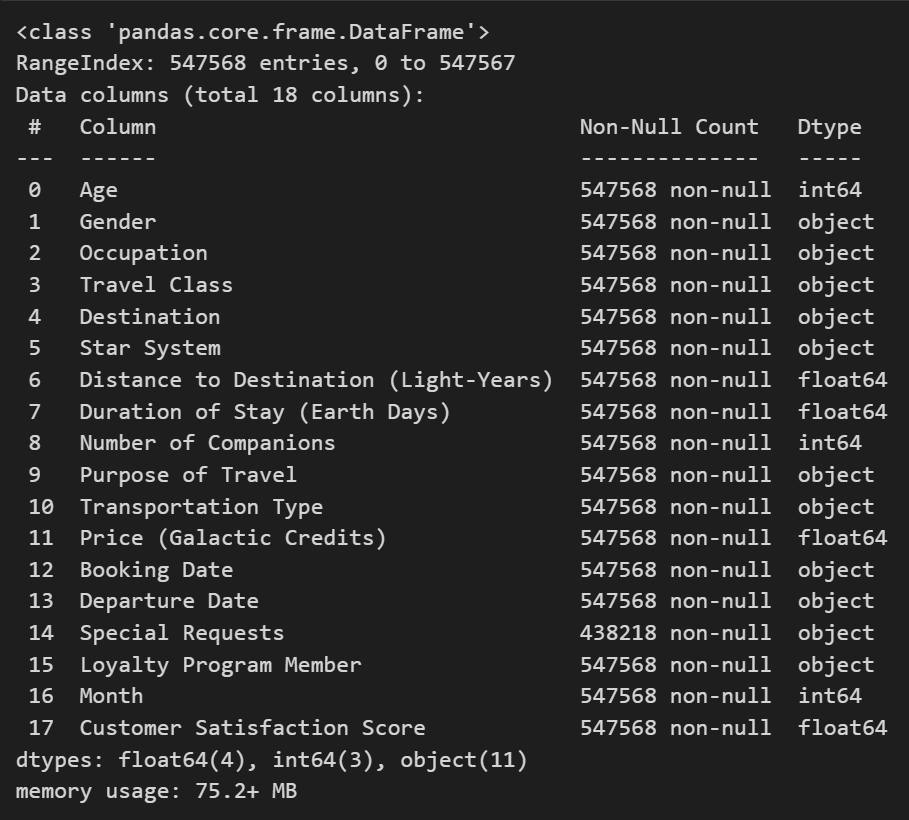 <class 'pandas.core.frame.DataFrame'>
RangeIndex: 547568 entries, 0 to 547567
Data columns (total 18 columns):
 #   Column                                 Non-Null Count   Dtype
---  ------                                 --------------   -----
 0   Age                                    547568 non-null  int64
 1   Gender                                 547568 non-null  object
 2   Occupation                             547568 non-null  object
 3   Travel Class                           547568 non-null  object
 4   Destination                            547568 non-null  object
 5   Star System                            547568 non-null  object
 6   Distance to Destination (Light-Years)  547568 non-null  float64
 7   Duration of Stay (Earth Days)          547568 non-null  float64
 8   Number of Companions                   547568 non-null  int64
 9   Purpose of Travel                      547568 non-null  object
 10  Transportation Type                    547568 non-null  object
 11  Price (Galactic Credits)               547568 non-null  float64
 12  Booking Date                           547568 non-null  object
 13  Departure Date                         547568 non-null  object
 14  Special Requests                       438218 non-null  object
 15  Loyalty Program Member                 547568 non-null  object
 16  Month                                  547568 non-null  int64
 17  Customer Satisfaction Score            547568 non-null  float64
dtypes: float64(4), int64(3), object(11)
memory usage: 75.2+ MB